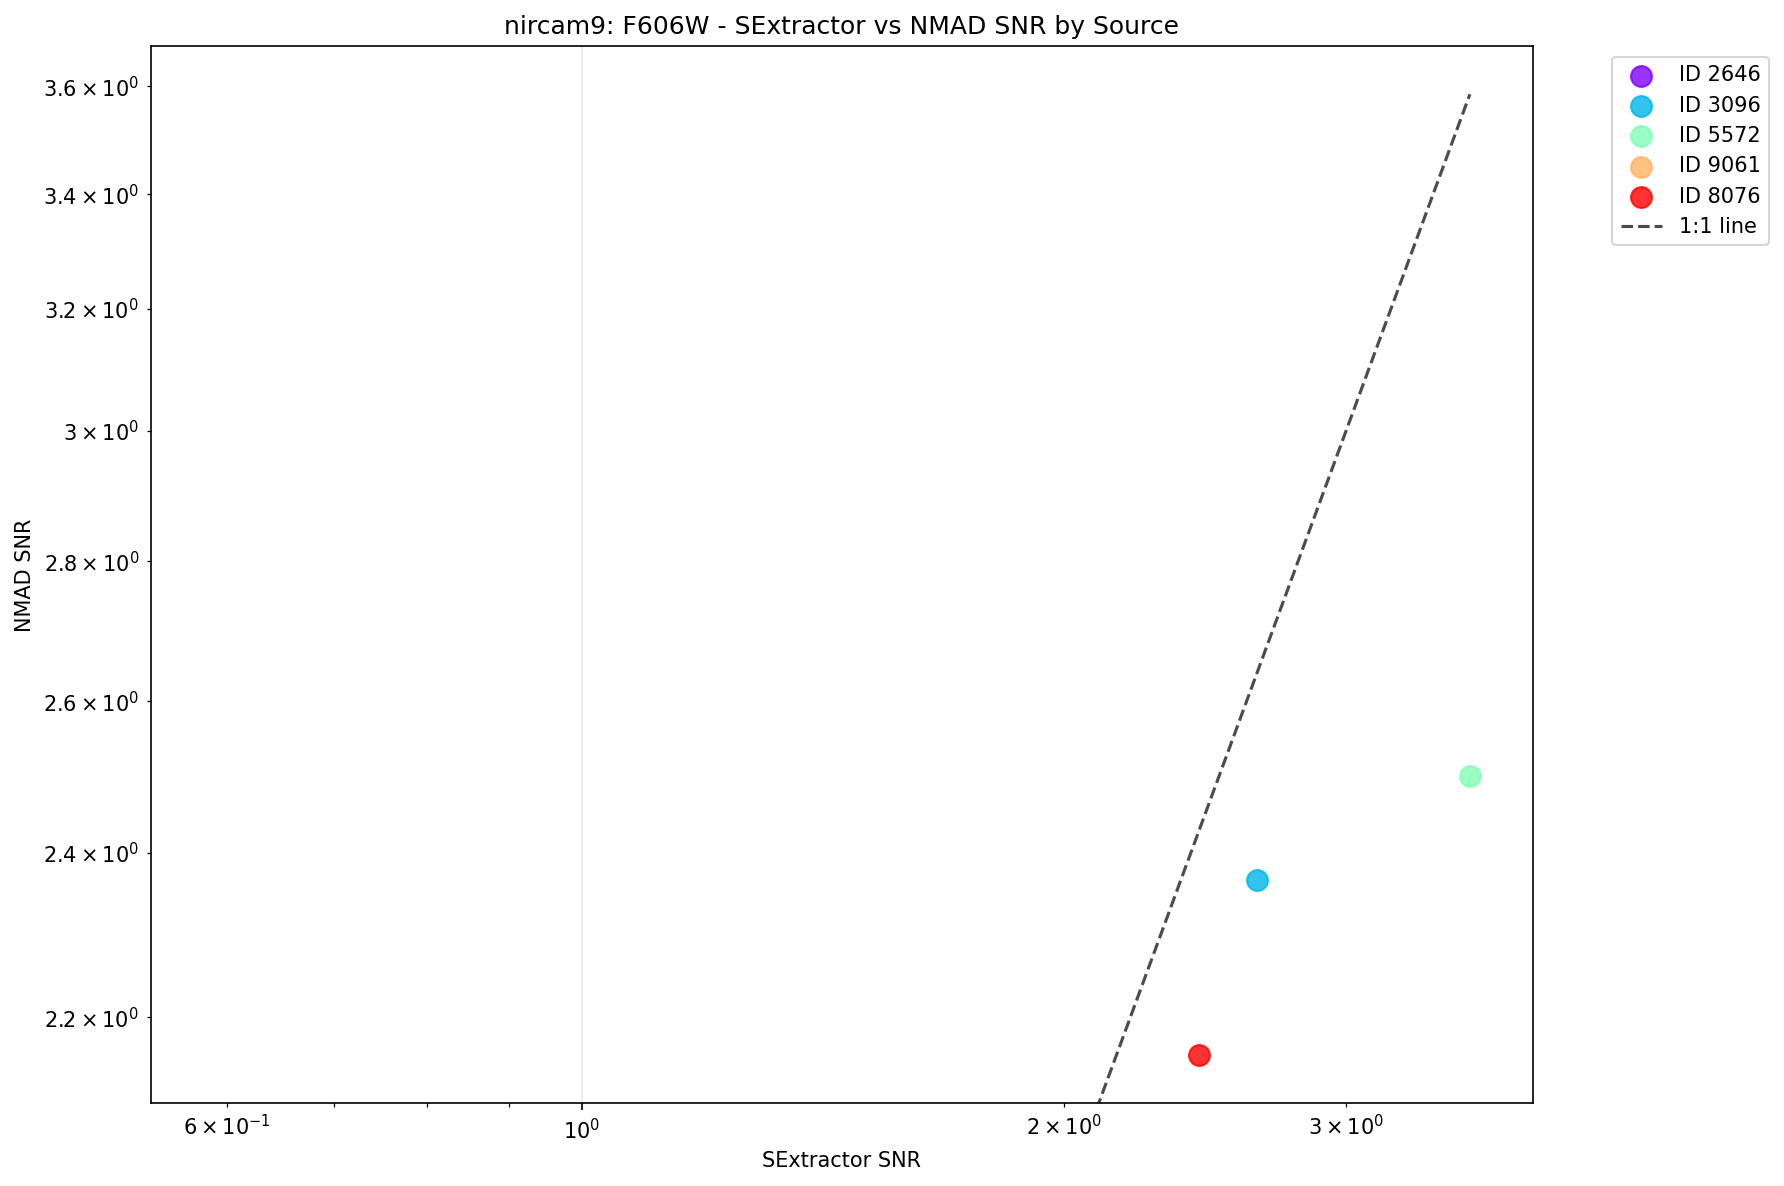 nircam9: F606W - SExtractor vs NMAD SNR by Source
ID 2646
ID 3096
ID 5572
ID 9061
ID 8076
1:1 line
NMAD SNR
3.6 × 10⁰
3.4 × 10⁰
3.2 × 10⁰
3 × 10⁰
2.8 × 10⁰
2.6 × 10⁰
2.4 × 10⁰
2.2 × 10⁰
6 × 10⁻¹
10⁰
2 × 10⁰
3 × 10⁰
SExtractor SNR